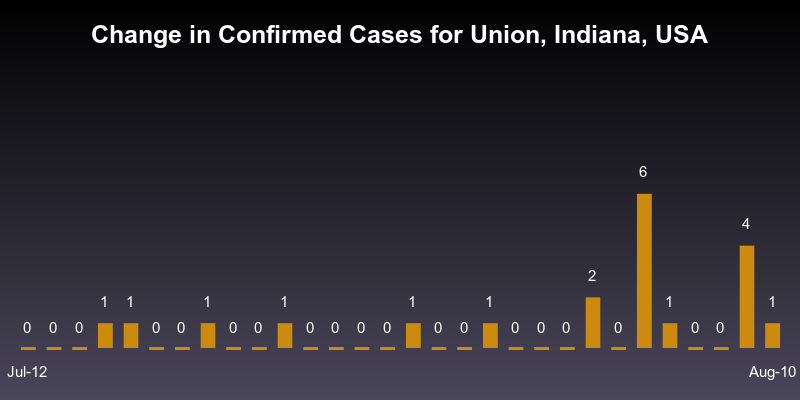 Change in Confirmed Cases for Union, Indiana, USA
0 0 0 1 1 0 0 1 0 0 1 0 0 0 0 1 0 0 1 0 0 0 2 0 6 1 0 0 4 1
Jul-12 Aug-10